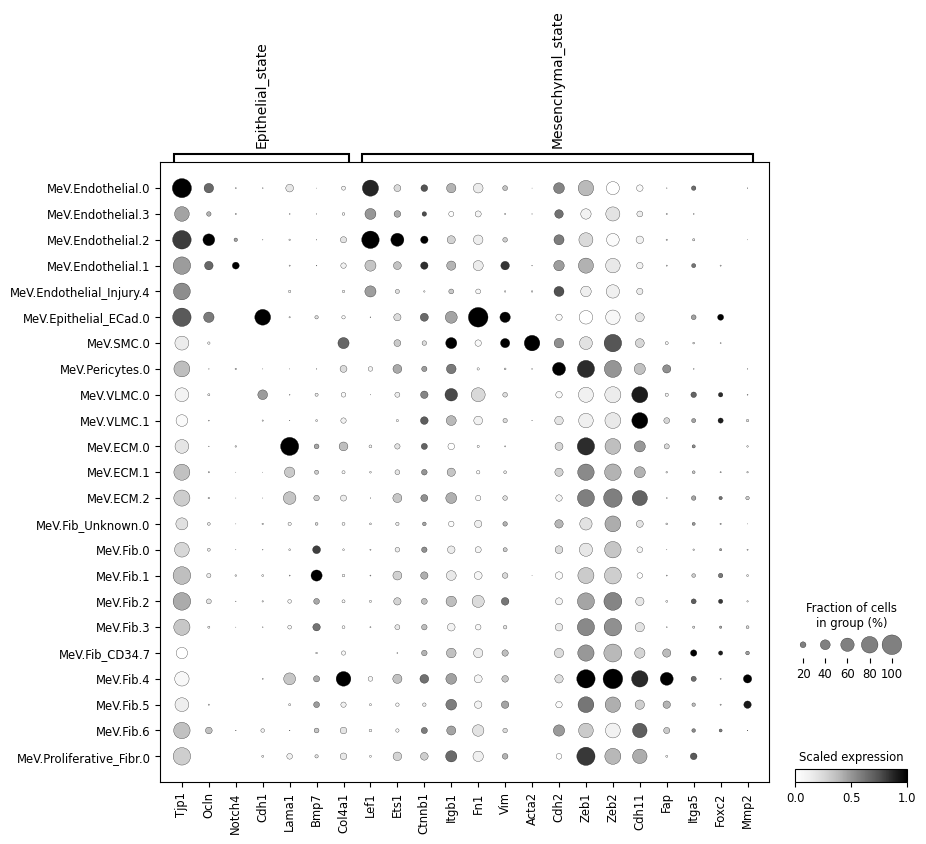 Epithelial_state
Mesenchymal_state
MeV.Endothelial.0
MeV.Endothelial.3
MeV.Endothelial.2
MeV.Endothelial.1
MeV.Endothelial_Injury.4
MeV.Epithelial_ECad.0
MeV.SMC.0
MeV.Pericytes.0
MeV.VLMC.0
MeV.VLMC.1
MeV.ECM.0
MeV.ECM.1
MeV.ECM.2
MeV.Fib_Unknown.0
MeV.Fib.0
MeV.Fib.1
MeV.Fib.2
MeV.Fib.3
MeV.Fib_CD34.7
MeV.Fib.4
MeV.Fib.5
MeV.Fib.6
MeV.Proliferative_Fibr.0
Tjp1 Ocln Notch4 Cdh1 Lama1 Bmp7 Col4a1 Lef1 Ets1 Ctnnb1 Itgb1 Fn1 Vim Acta2 Cdh2 Zeb1 Zeb2 Cdh11 Fap Itga5 Foxc2 Mmp2
Fraction of cells
in group (%)
20 40 60 80 100
Scaled expression
0.0 0.5 1.0